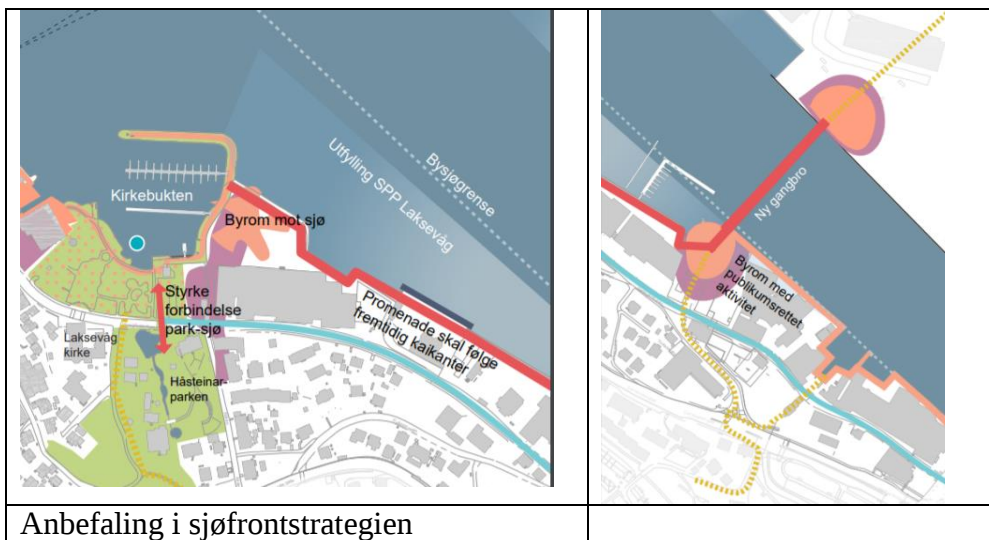 Kirkebukten
Byrom mot sjø
Utfylling SPP Laksevåg
Bysjøgrense
Styrke
forbindelse
park-sjø
Promenade skal følge
fremtidig kaikanter
Laksevåg
kirke
Håsteinar-
parken
Ny gangbro
Byrom med
publikumsrettet
aktivitet
Anbefaling i sjøfrontstrategien